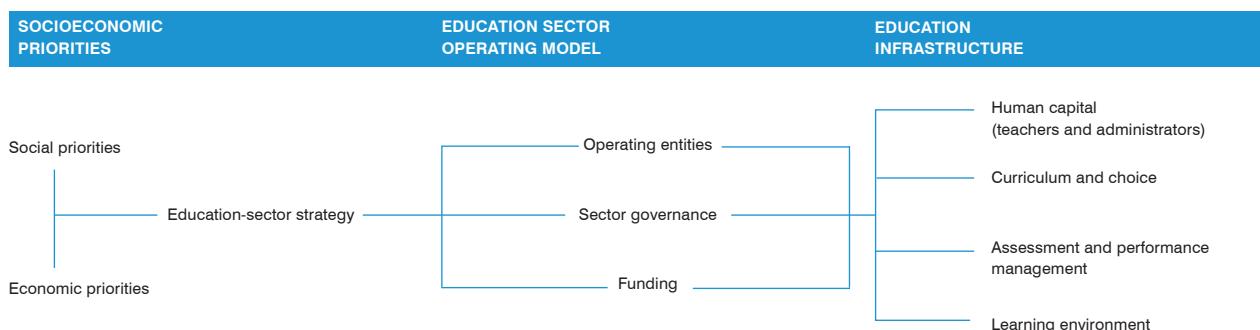 SOCIOECONOMIC
PRIORITIES
EDUCATION SECTOR
OPERATING MODEL
EDUCATION
INFRASTRUCTURE
Social priorities
Economic priorities
Education-sector strategy
Operating entities
Sector governance
Funding
Human capital
(teachers and administrators)
Curriculum and choice
Assessment and performance
management
Learning environment